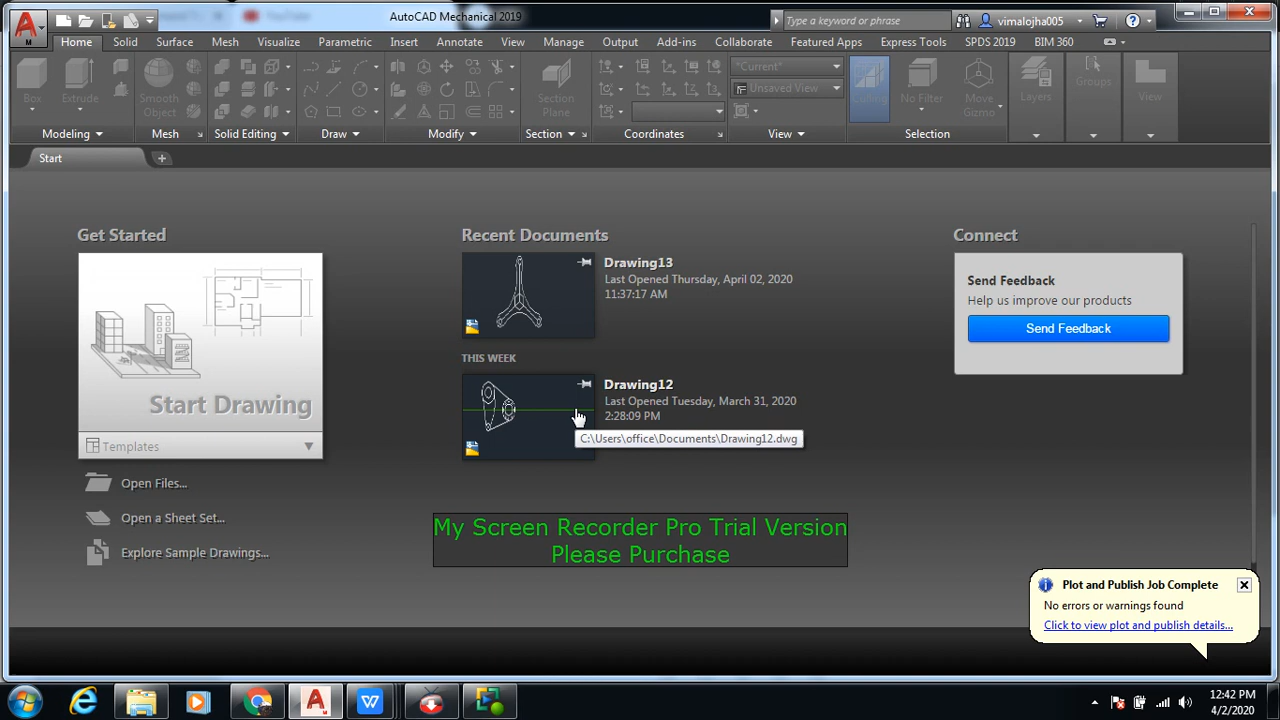 AutoCAD Mechanical 2019
Type a keyword or phrase
vimalojha005
Home Solid Surface Mesh Visualize Parametric Insert Annotate View Manage Output Add-ins Collaborate Featured Apps Express Tools SPDS 2019 BIM 360
Box
Extrude
Smooth
Object
Section
Plane
*Current*
Unsaved View
Culling
No Filter
Move
Gizmo
Layers
Groups
View
Modeling
Mesh
Solid Editing
Draw
Modify
Section
Coordinates
View
Selection
Start
Get Started
Start Drawing
Templates
Open Files...
Open a Sheet Set...
Explore Sample Drawings...
Recent Documents
Drawing13
Last Opened Thursday, April 02, 2020
11:37:17 AM
THIS WEEK
Drawing12
Last Opened Tuesday, March 31, 2020
2:28:09 PM
C:\Users\office\Documents\Drawing12.dwg
Connect
Send Feedback
Help us improve our products
Send Feedback
My Screen Recorder Pro Trial Version
Please Purchase
Plot and Publish Job Complete
No errors or warnings found
Click to view plot and publish details...
12:42 PM
4/2/2020